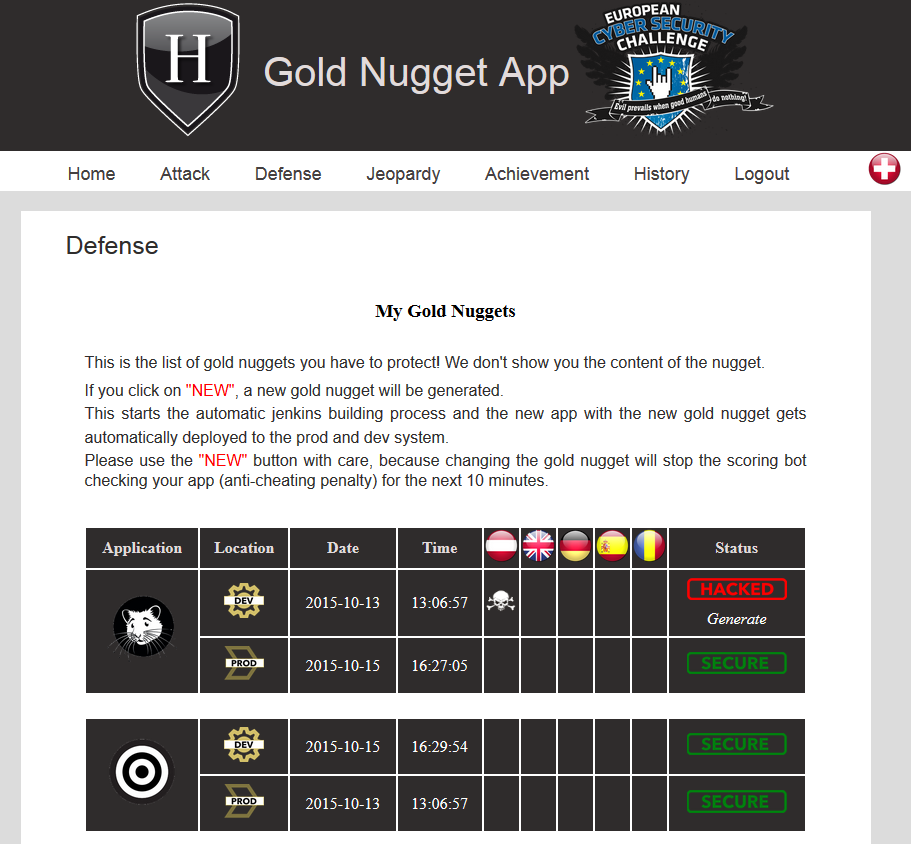 H
Gold Nugget App
EUROPEAN
CYBER SECURITY
CHALLENGE
Evil prevails when good humans do nothing!
Home Attack Defense Jeopardy Achievement History Logout
Defense
My Gold Nuggets
This is the list of gold nuggets you have to protect! We don't show you the content of the nugget.
If you click on "NEW", a new gold nugget will be generated.
This starts the automatic jenkins building process and the new app with the new gold nugget gets
automatically deployed to the prod and dev system.
Please use the "NEW" button with care, because changing the gold nugget will stop the scoring bot
checking your app (anti-cheating penalty) for the next 10 minutes.
Application Location Date Time Status
DEV 2015-10-13 13:06:57 HACKED
Generate
PROD 2015-10-15 16:27:05 SECURE
DEV 2015-10-15 16:29:54 SECURE
PROD 2015-10-13 13:06:57 SECURE